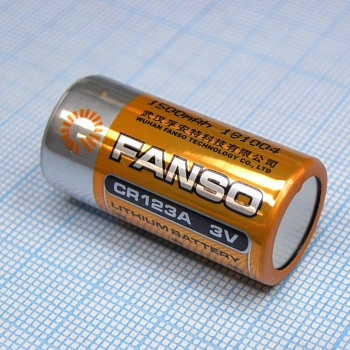 1500mAh 181004
武汉孚安特科技有限公司
WUHAN FANSO TECHNOLOGY CO.,LTD
FANSO
CR123A 3V
LITHIUM BATTERY